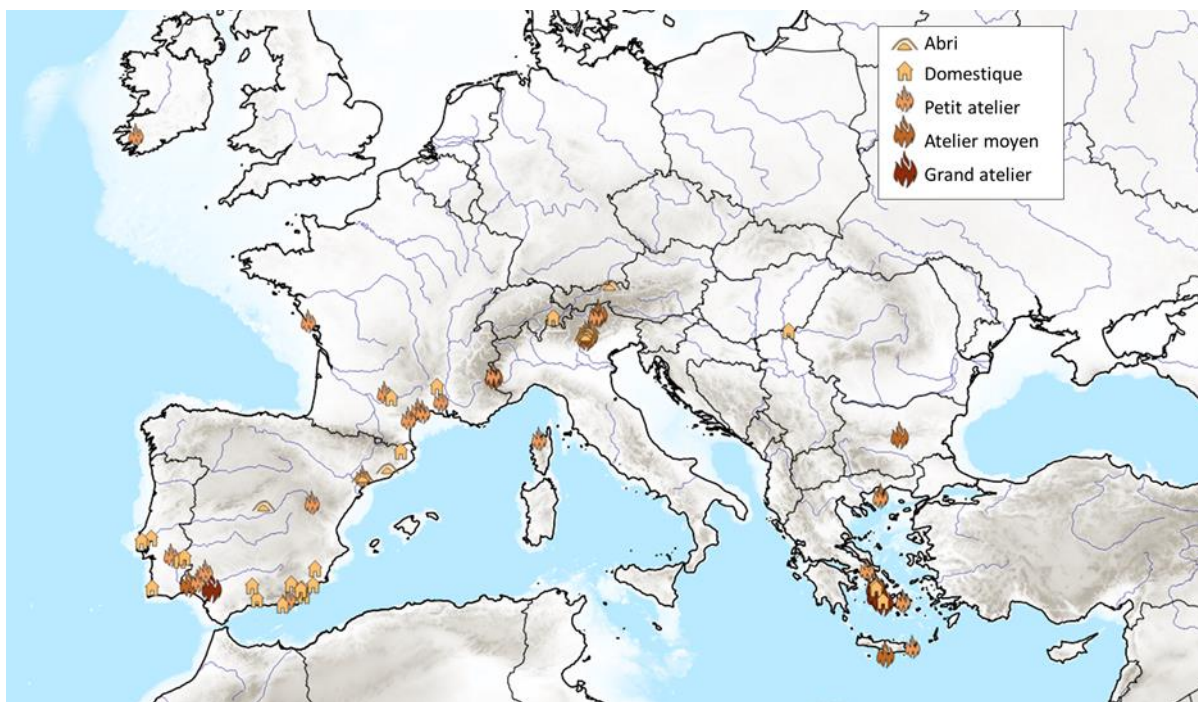 Abri
Domestique
Petit atelier
Atelier moyen
Grand atelier